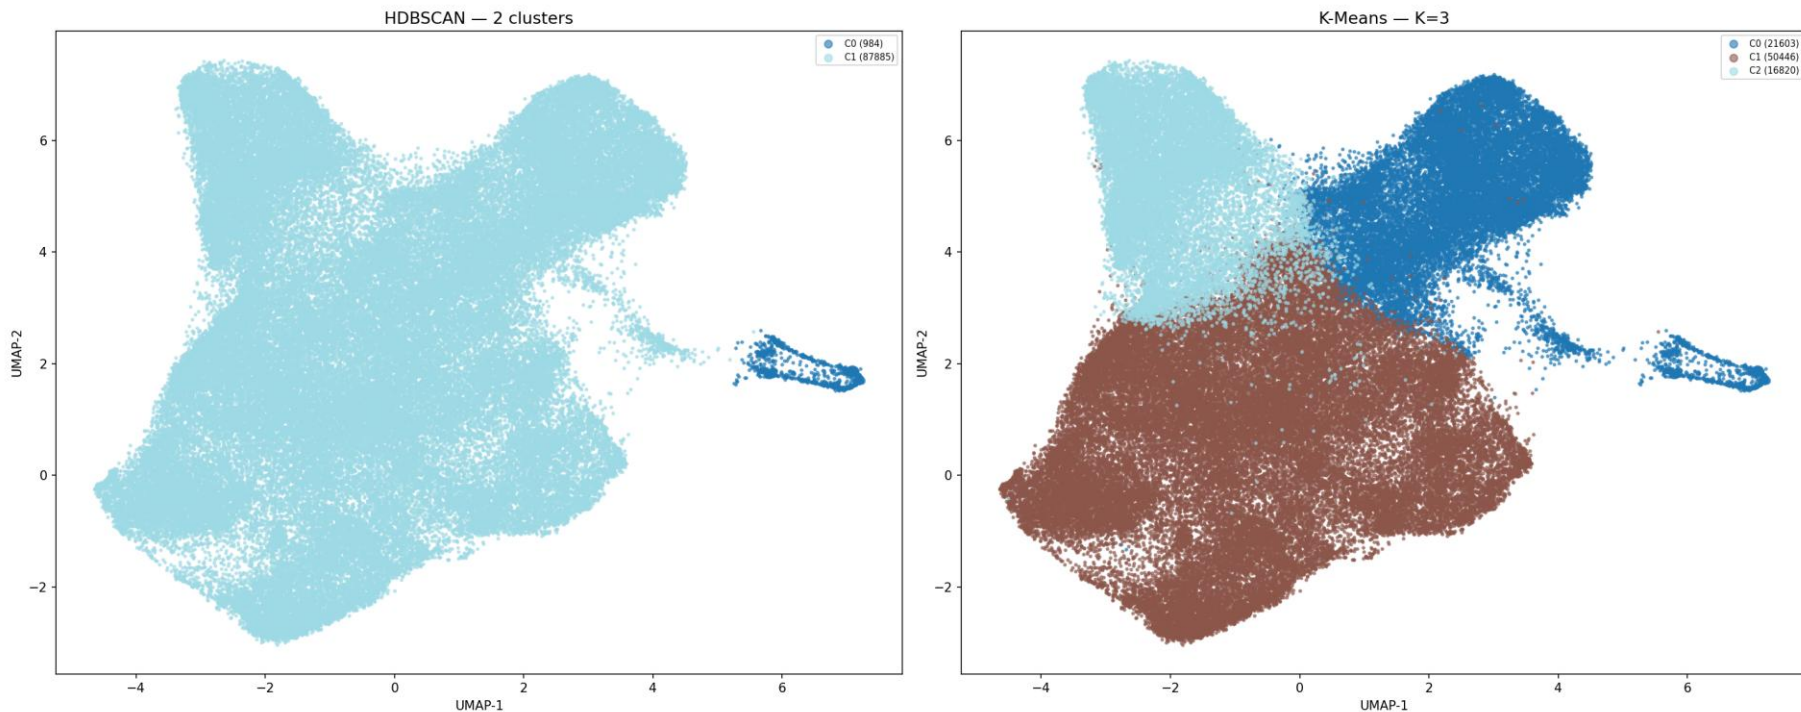 HDBSCAN — 2 clusters
C0 (984)
C1 (87885)
6
4
2
0
−2
UMAP-2
−4
−2
0
2
4
6
UMAP-1
K-Means — K=3
C0 (21603)
C1 (50446)
C2 (16820)
6
4
2
0
−2
UMAP-2
−4
−2
0
2
4
6
UMAP-1